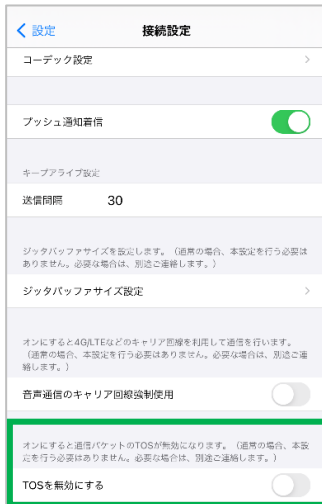 設定 接続設定
コーデック設定
プッシュ通知着信
キープアライブ設定
送信間隔 30
ジッタバッファサイズを設定します。(通常の場合、本設定を行う必要は
ありません。必要な場合は、別途ご連絡します。)
ジッタバッファサイズ設定
オンにすると4G/LTEなどのキャリア回線を利用して通信を行います。
(通常の場合、本設定を行う必要はありません。必要な場合は、別途ご連
絡します。)
音声通信のキャリア回線強制使用
オンにすると通信パケットのTOSが無効になります。(通常の場合、本設
定を行う必要はありません。必要な場合は、別途ご連絡します。)
TOSを無効にする